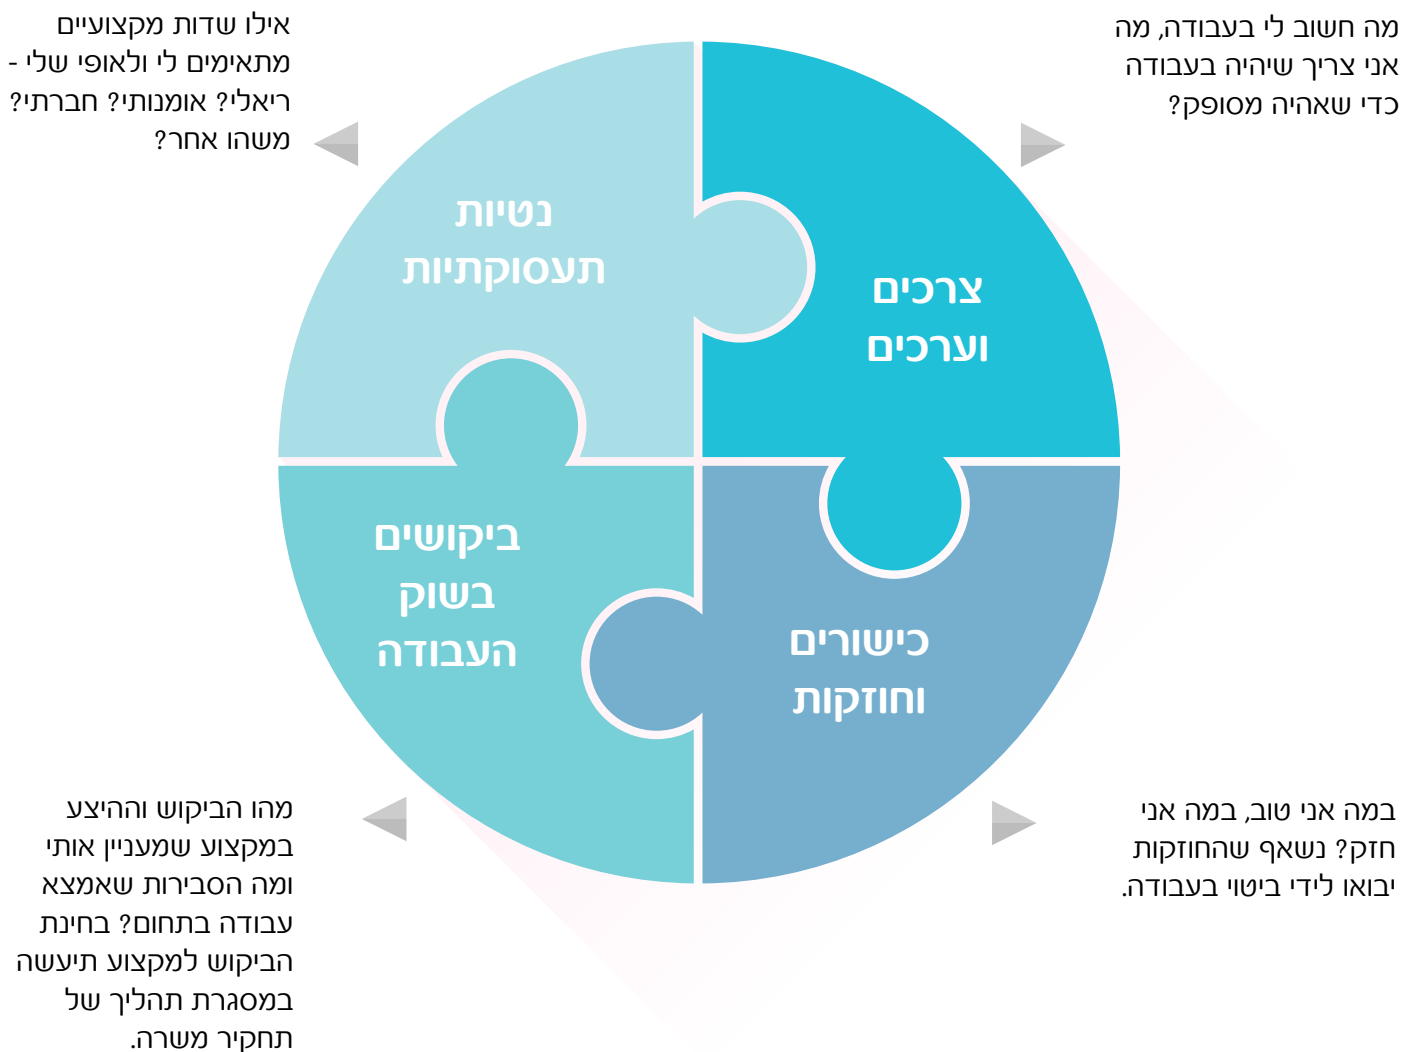 מה חשוב לי בעבודה, מה
אני צריך שיהיה בעבודה
כדי שאהיה מסופק?
אילו שדות מקצועיים
מתאימים לי ולאופי שלי -
ריאלי? אומנותי? חברתי?
משהו אחר?
צרכים
וערכים
נטיות
תעסוקתיות
כישורים
וחוזקות
ביקושים
בשוק
העבודה
במה אני טוב, במה אני
חזק? נשאף שהחוזקות
יבואו לידי ביטוי בעבודה.
מהו הביקוש וההיצע
במקצוע שמעניין אותי
ומה הסבירות שאמצא
עבודה בתחום? בחינת
הביקוש למקצוע תיעשה
במסגרת תהליך של
תחקיר משרה.